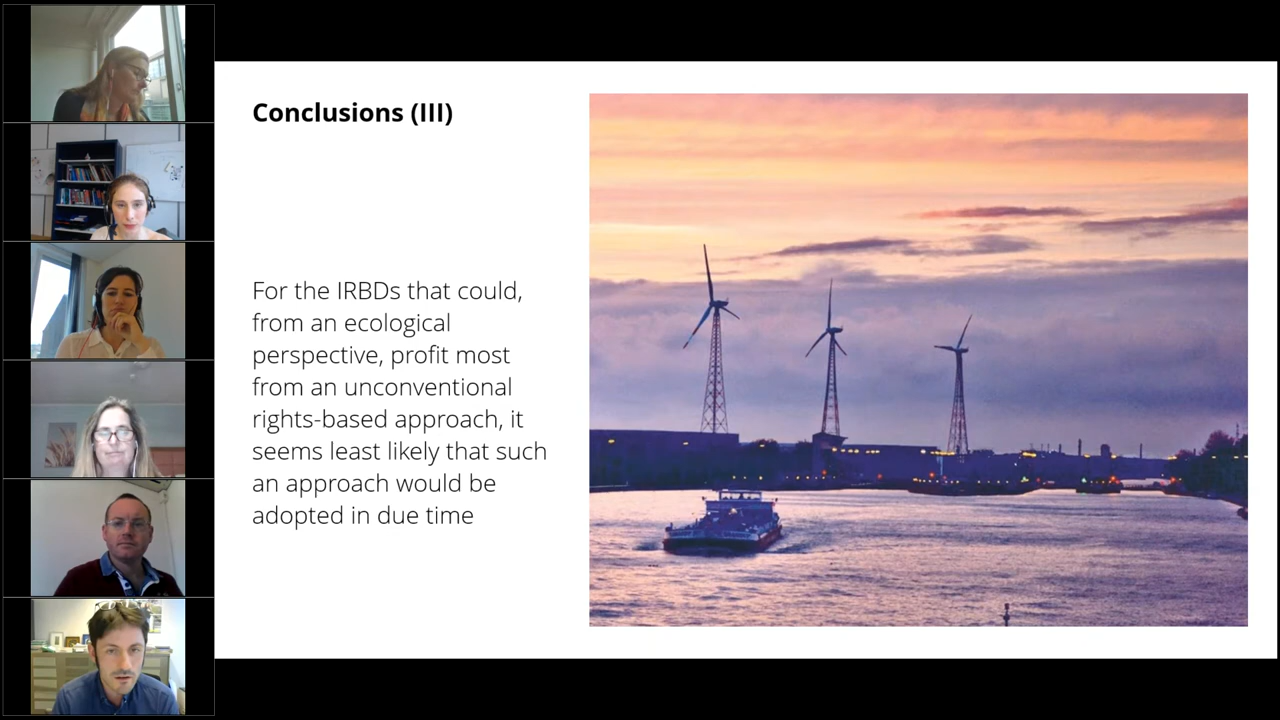 Conclusions (III)
For the IRBDs that could,
from an ecological
perspective, profit most
from an unconventional
rights-based approach, it
seems least likely that such
an approach would be
adopted in due time